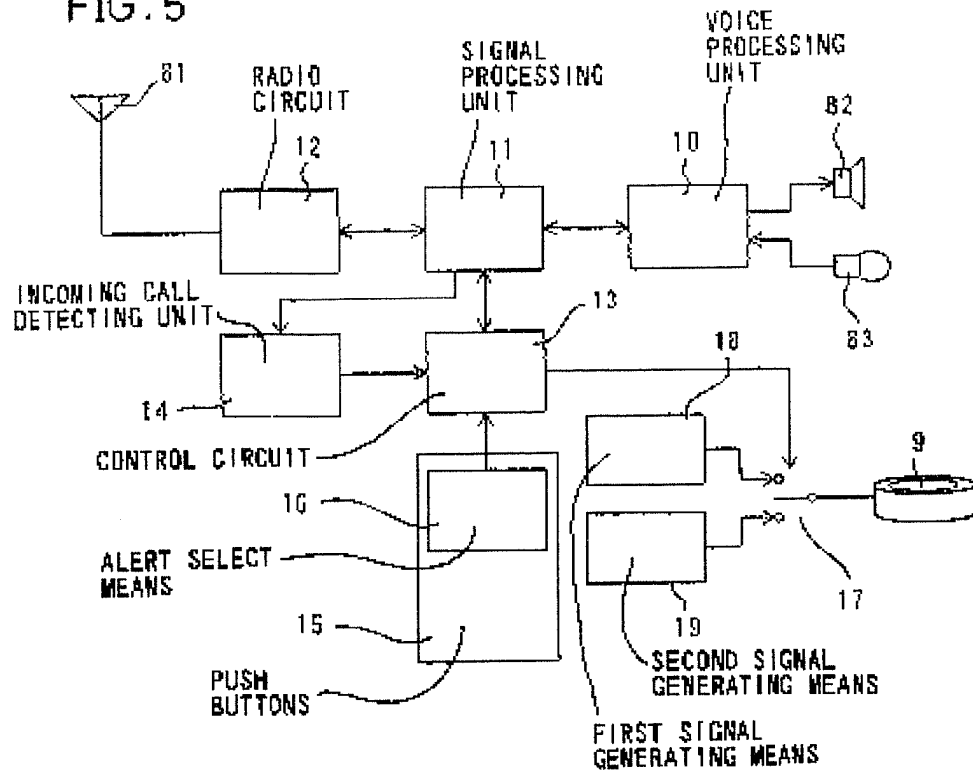 FIG. 5
VOICE
PROCESSING
UNIT
SIGNAL
PROCESSING
UNIT
RADIO
CIRCUIT
81
82
12
11
10
INCOMING CALL
DETECTING UNIT
13
83
18
14
9
CONTROL CIRCUIT
16
ALERT SELECT
MEANS
17
15
19
PUSH
BUTTONS
SECOND SIGNAL
GENERATING MEANS
FIRST SIGNAL
GENERATING MEANS